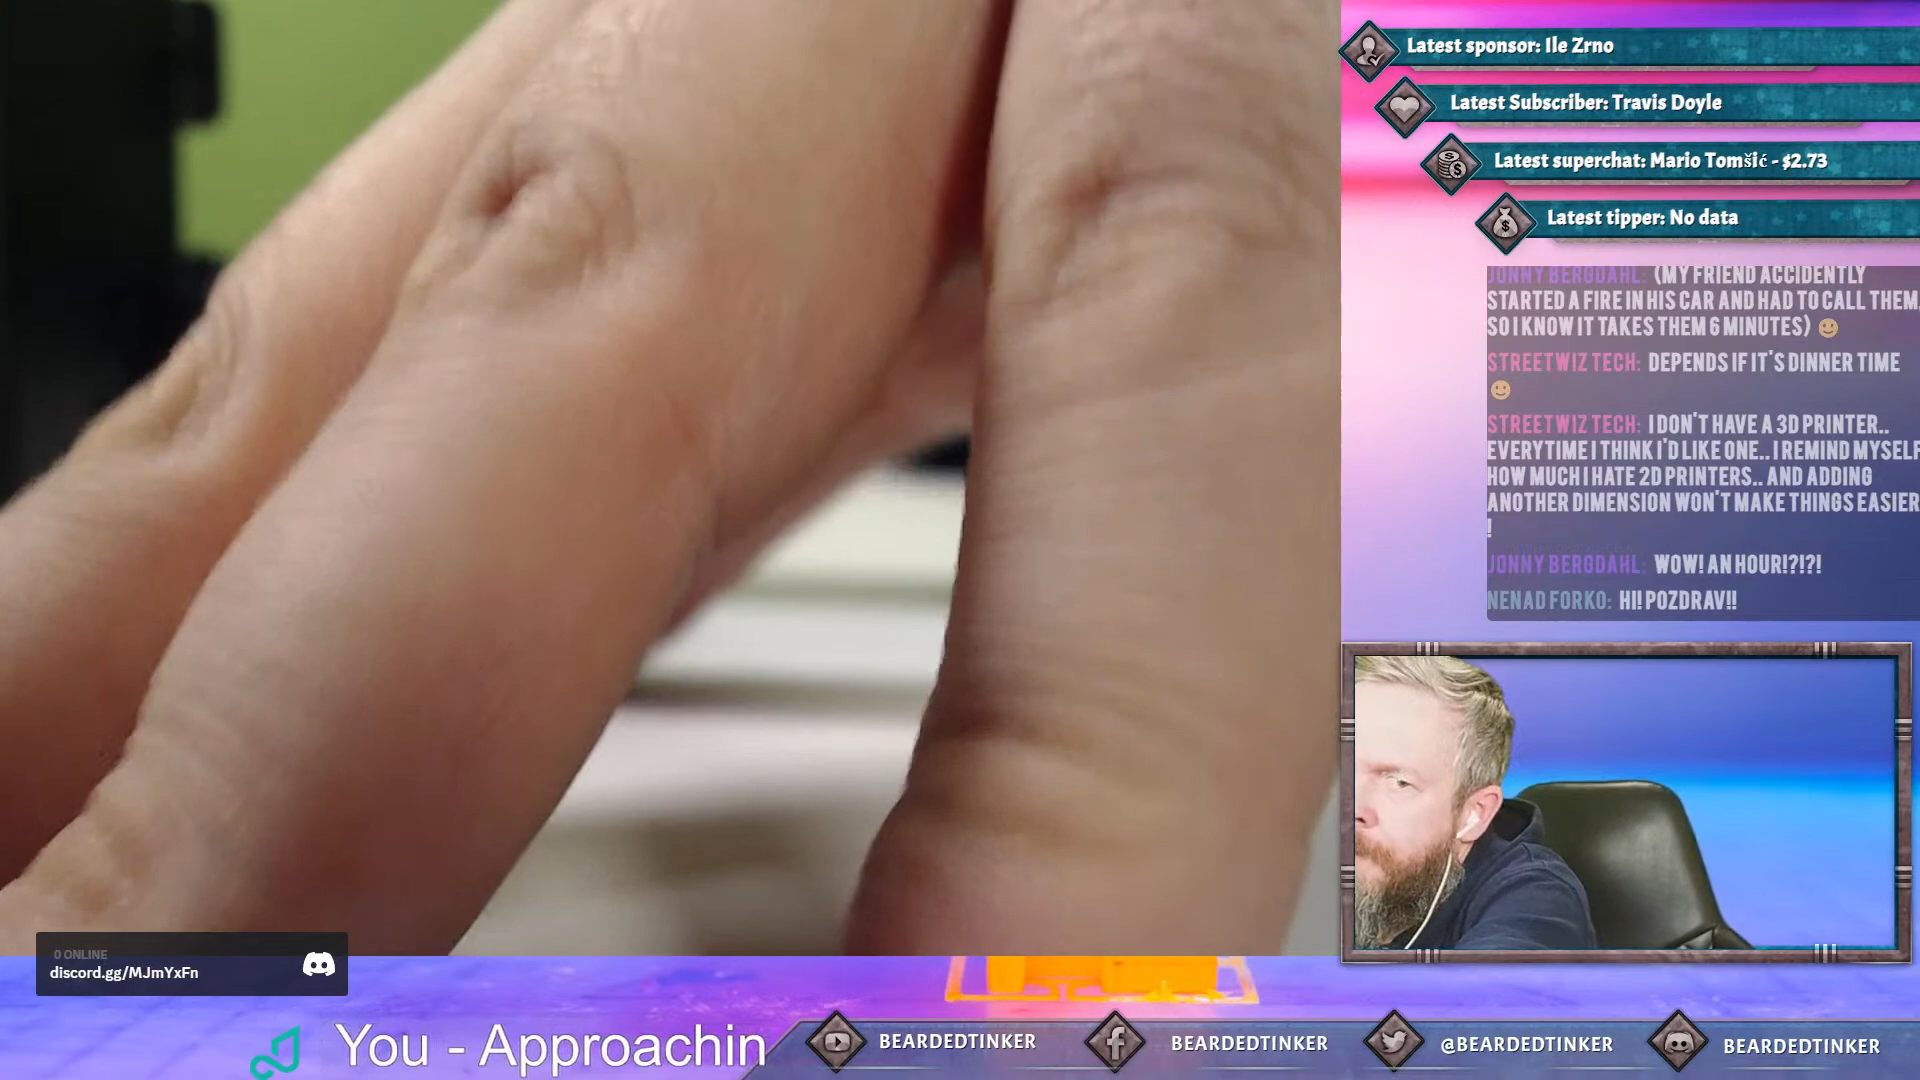 Latest sponsor: Ile Zrno
Latest Subscriber: Travis Doyle
Latest superchat: Mario Tomšić - $2.73
Latest tipper: No data
JONNY BERGDAHL: (MY FRIEND ACCIDENTLY
STARTED A FIRE IN HIS CAR AND HAD TO CALL THEM,
SO I KNOW IT TAKES THEM 6 MINUTES)
STREETWIZ TECH: DEPENDS IF IT'S DINNER TIME
STREETWIZ TECH: I DON'T HAVE A 3D PRINTER..
EVERYTIME I THINK I'D LIKE ONE.. I REMIND MYSELF
HOW MUCH I HATE 2D PRINTERS.. AND ADDING
ANOTHER DIMENSION WON'T MAKE THINGS EASIER
!
JONNY BERGDAHL: WOW! AN HOUR!?!?!
NENAD FORKO: HI! POZDRAV!!
0 ONLINE
discord.gg/MJmYxFn
You - Approachin
BEARDEDTINKER
BEARDEDTINKER
@BEARDEDTINKER
BEARDEDTINKER